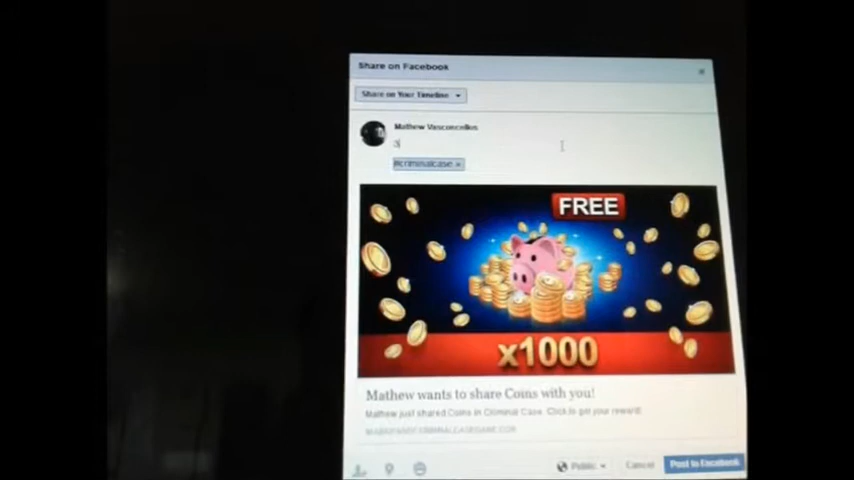 Share on Facebook
Share on Your Timeline
Mathew Vasconcellos
3
#criminalcase
FREE
x1000
Mathew wants to share Coins with you!
Mathew just shared Coins in Criminal Case. Click to get your reward!
Public
Cancel
Post to Facebook